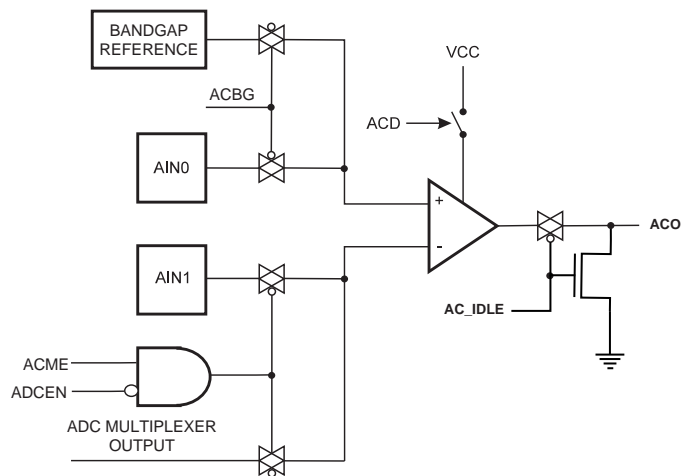 BANDGAP
REFERENCE
VCC
ACBG
ACD
AIN0
+
-
ACO
AIN1
AC_IDLE
ACME
ADCEN
ADC MULTIPLEXER
OUTPUT